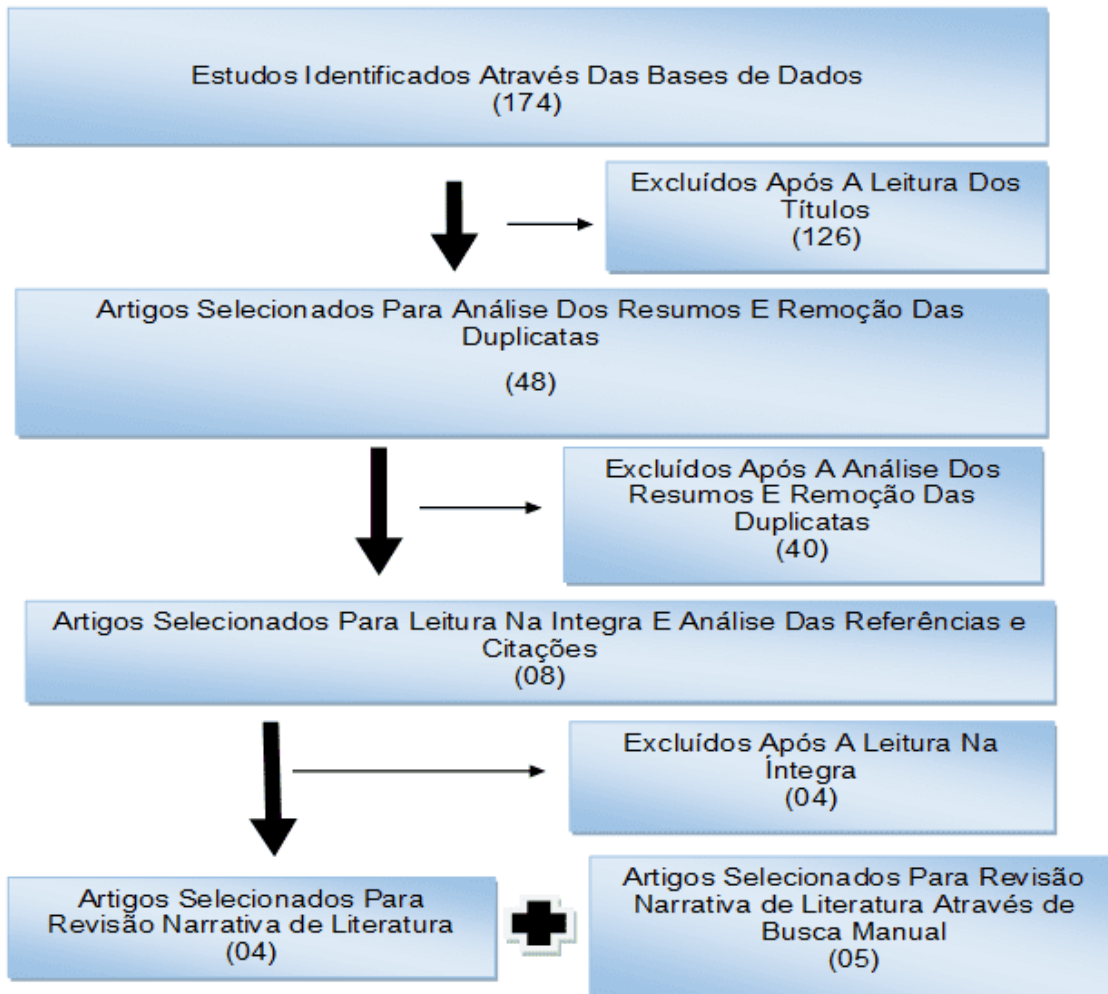 Estudos Identificados Através Das Bases de Dados
(174)
Excluídos Após A Leitura Dos
Títulos
(126)
Artigos Selecionados Para Análise Dos Resumos E Remoção Das
Duplicatas
(48)
Excluídos Após A Análise Dos
Resumos E Remoção Das
Duplicatas
(40)
Artigos Selecionados Para Leitura Na Integra E Análise Das Referências e
Citações
(08)
Excluídos Após A Leitura Na
Íntegra
(04)
Artigos Selecionados Para
Revisão Narrativa de Literatura
(04)
Artigos Selecionados Para Revisão
Narrativa de Literatura Através de
Busca Manual
(05)